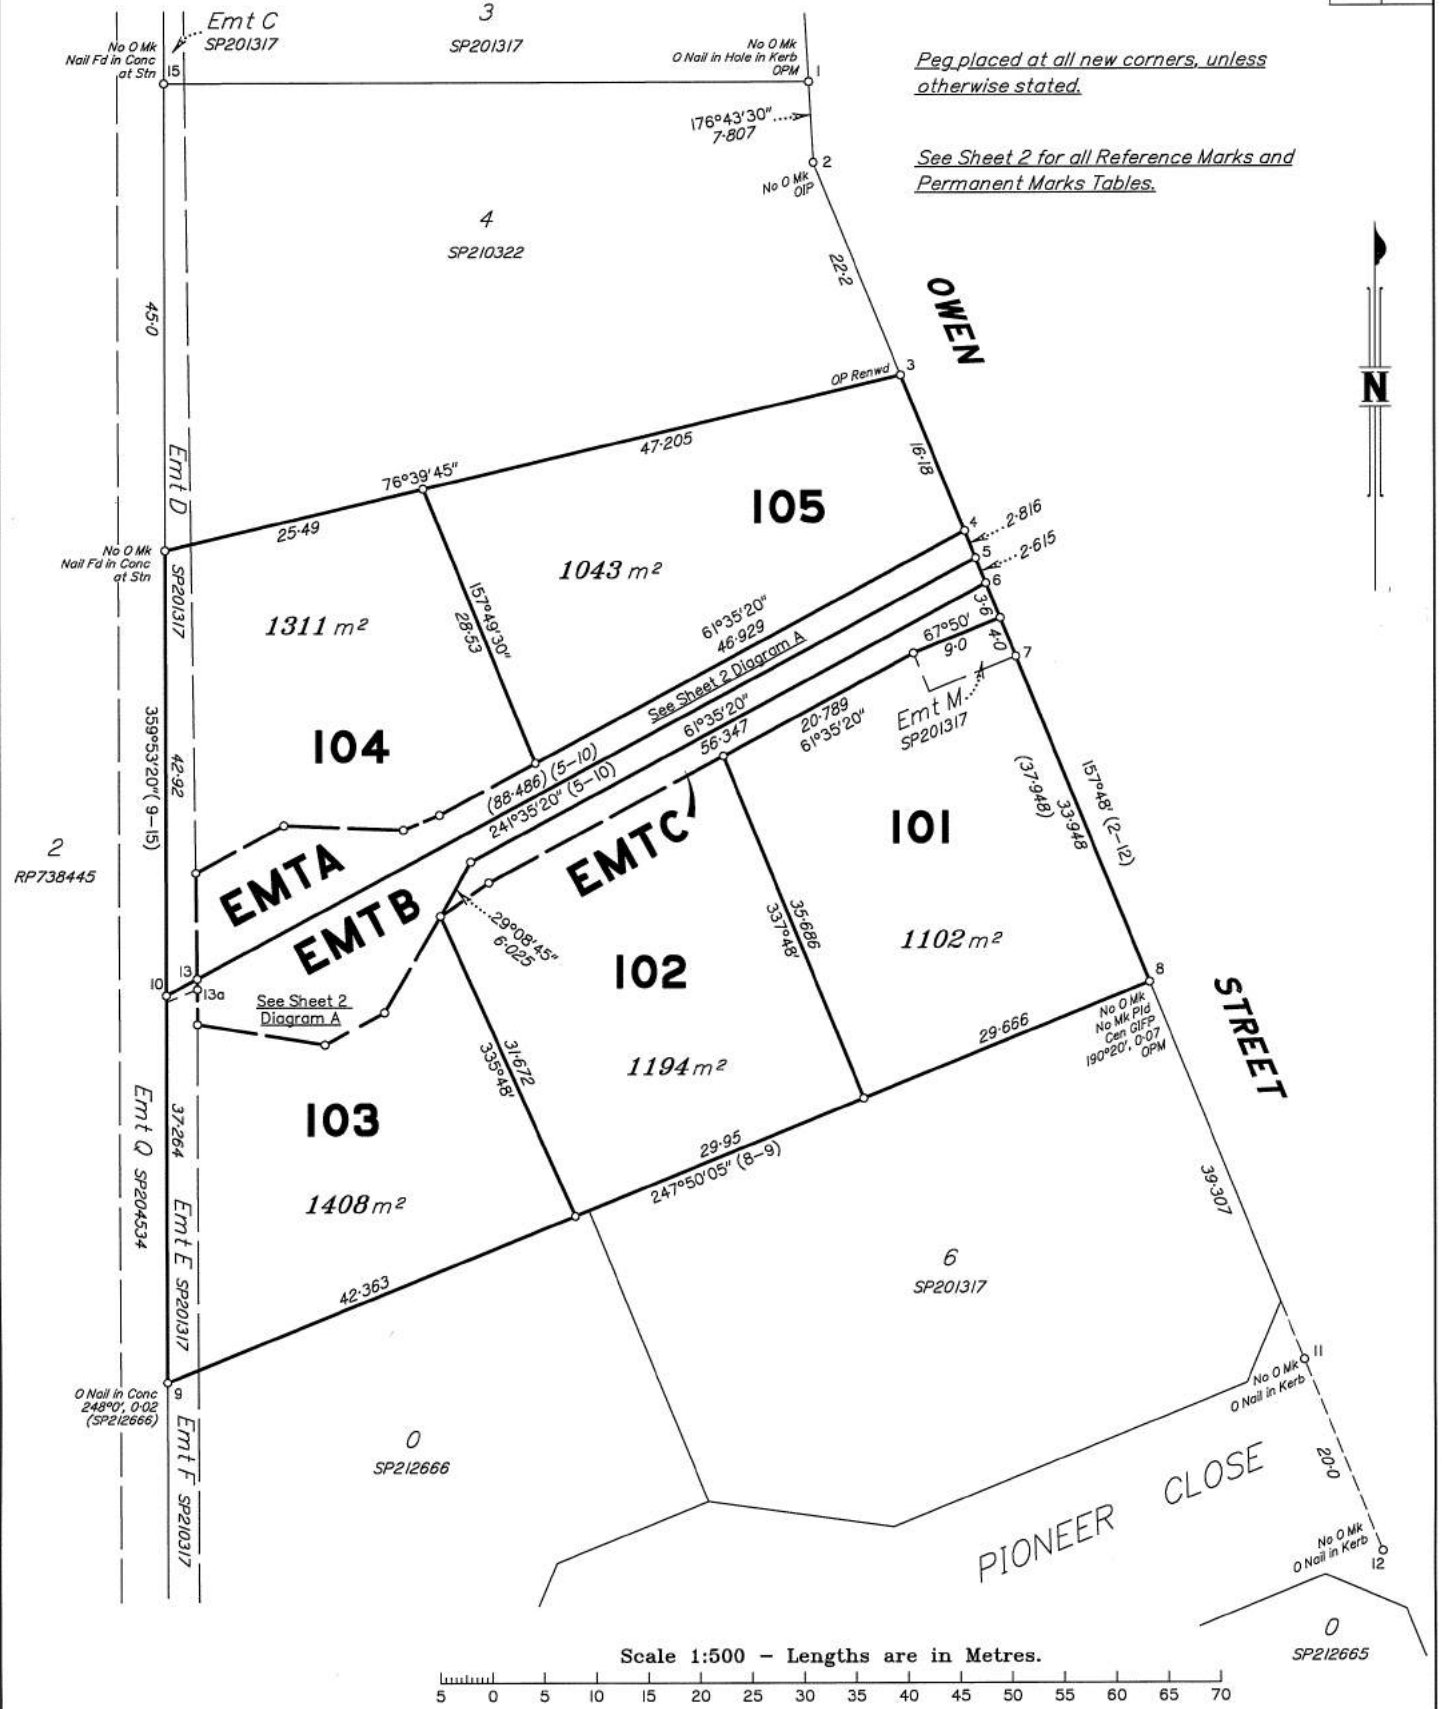 Emt C
SP201317
3
SP201317
No O Mk
Nail Fd in Conc
at Stn
15
No O Mk
O Nail in Hole in Kerb
OPM
1
Peg placed at all new corners, unless
otherwise stated.
176°43'30"
7·807
2
No O Mk
OIP
See Sheet 2 for all Reference Marks and
Permanent Marks Tables.
4
SP210322
22·2
45·0
OWEN
N
OP Renwd
3
47·205
76°39'45"
25·49
16·18
Emt D
SP201317
105
1043 m²
4
2·816
5
2·615
6
No O Mk
Nail Fd in Conc
at Stn
1311 m²
157°49'30"
28·53
61°35'20"
46·929
See Sheet 2 Diagram A
3·6
67°50'
9·0
4·0
7
Emt M
SP201317
104
61°35'20"
56·347
20·789
61°35'20"
(88·486) (5-10)
241°35'20" (5-10)
359°53'20" (9-15)
42·92
2
RP738445
EMT A
EMT B
EMT C
101
1102 m²
(37·948)
33·948
157°48' (2-12)
29°08'45"
6·025
35·686
337°48'
10
13
13a
See Sheet 2
Diagram A
102
1194 m²
8
No O Mk
No Mk Pld
Cen GIFP
190°20', 0·07
OPM
STREET
29·666
31·672
335°48'
103
1408 m²
37·264
Emt Q SP204534
Emt E SP201317
29·95
247°50'05" (8-9)
39·307
6
SP201317
42·363
O Nail in Conc
248°0', 0·02
(SP212666)
9
Emt F SP210317
0
SP212666
11
No O Mk
O Nail in Kerb
20·0
PIONEER CLOSE
No O Mk
O Nail in Kerb
12
0
SP212665
Scale 1:500 - Lengths are in Metres.
5 0 5 10 15 20 25 30 35 40 45 50 55 60 65 70